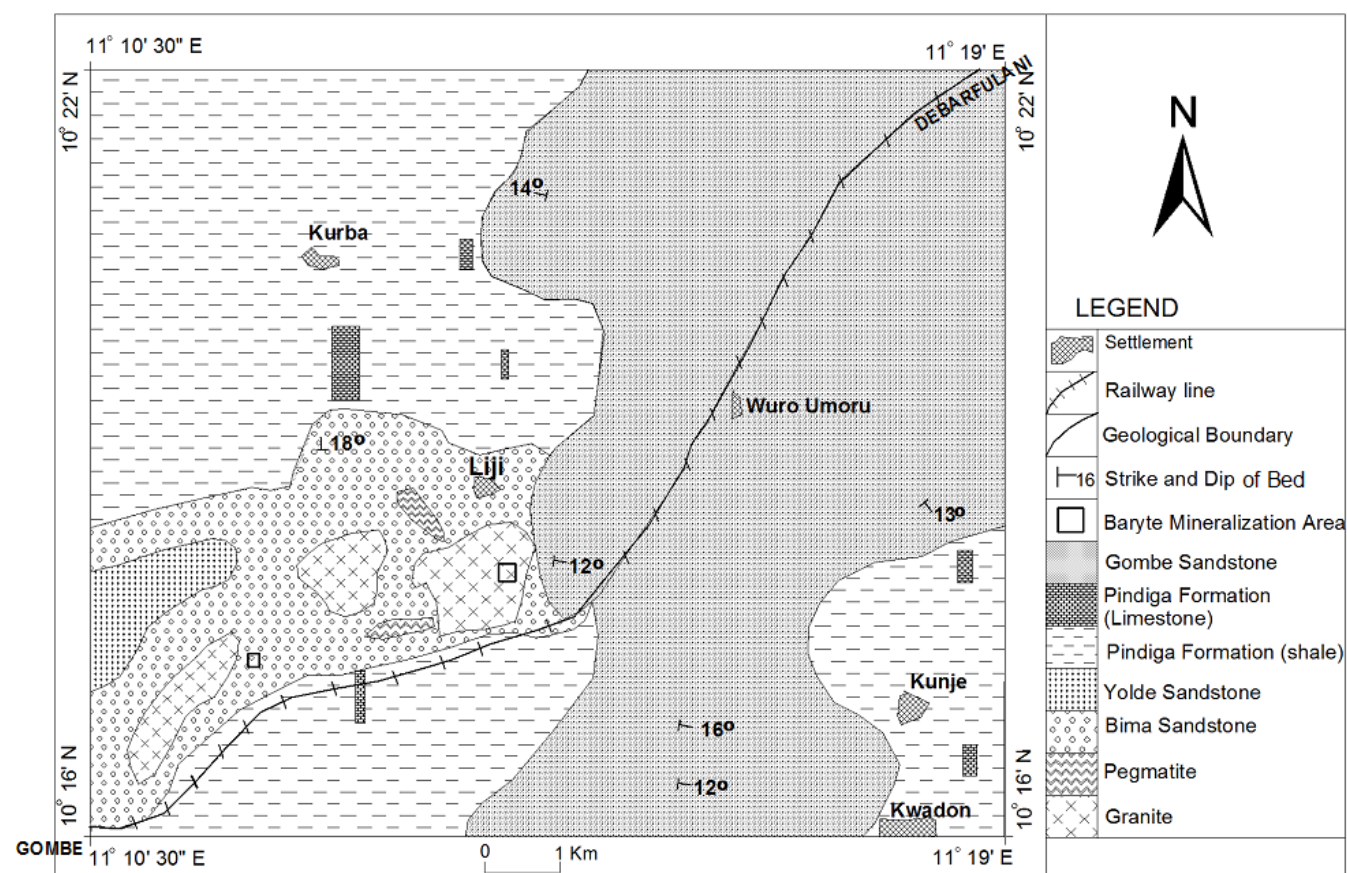 11° 10' 30" E
11° 19' E
10° 22' N
10° 22' N
DEBARFULANI
14º
Kurba
Wuro Umoru
18º
Liji
13º
12º
Kunje
16º
12º
Kwadon
10° 16' N
10° 16' N
GOMBE
11° 10' 30" E
0 1 Km
11° 19' E
N
LEGEND
Settlement
Railway line
Geological Boundary
16 Strike and Dip of Bed
Baryte Mineralization Area
Gombe Sandstone
Pindiga Formation
(Limestone)
Pindiga Formation (shale)
Yolde Sandstone
Bima Sandstone
Pegmatite
Granite